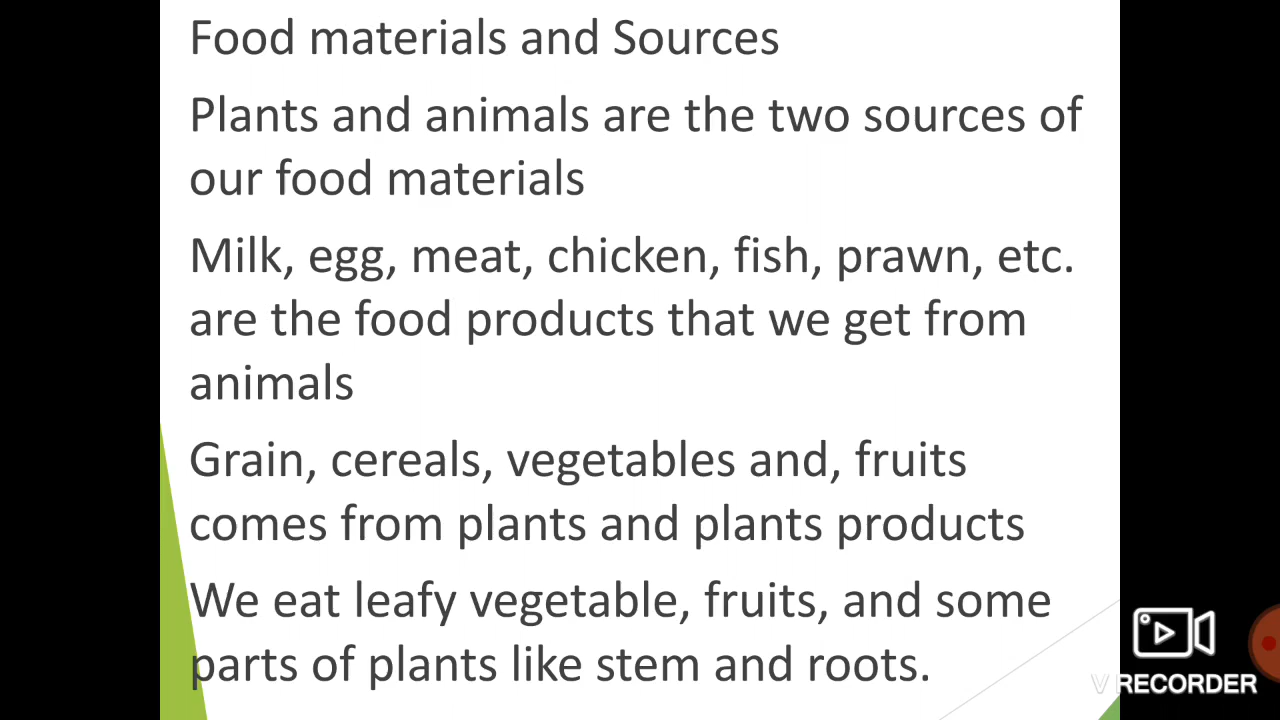 Food materials and Sources
Plants and animals are the two sources of
our food materials
Milk, egg, meat, chicken, fish, prawn, etc.
are the food products that we get from
animals
Grain, cereals, vegetables and, fruits
comes from plants and plants products
We eat leafy vegetable, fruits, and some
parts of plants like stem and roots.
V RECORDER